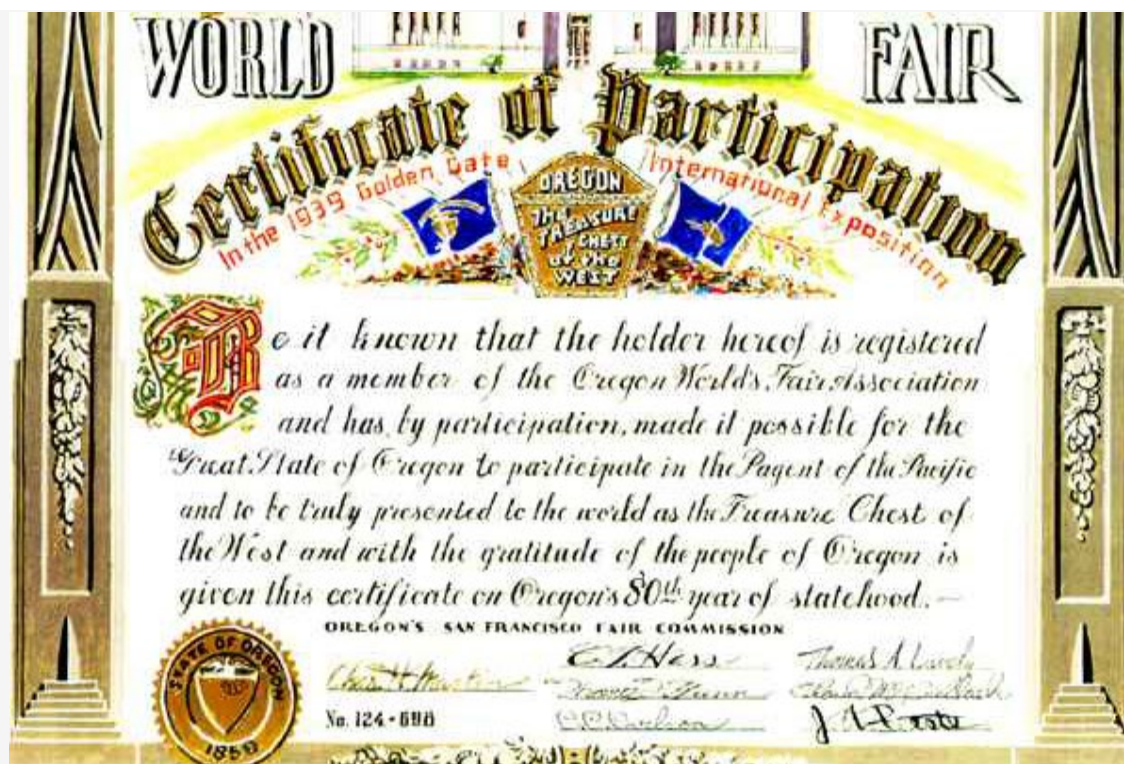 WORLD FAIR
Certificate of Participation
In the 1939 Golden Gate International Exposition
OREGON
THE
TREASURE
CHEST
of the
WEST
Be it known that the holder hereof is registered
as a member of the Oregon World's Fair Association
and has, by participation, made it possible for the
Great State of Oregon to participate in the Pagent of the Pacific
and to be truly presented to the world as the Treasure Chest of
the West and with the gratitude of the people of Oregon is
given this certificate on Oregon's 80th year of statehood.—
OREGON'S SAN FRANCISCO FAIR COMMISSION
Chas. H. Martin
Thomas A.
No. 124-698
STATE OF OREGON
1859